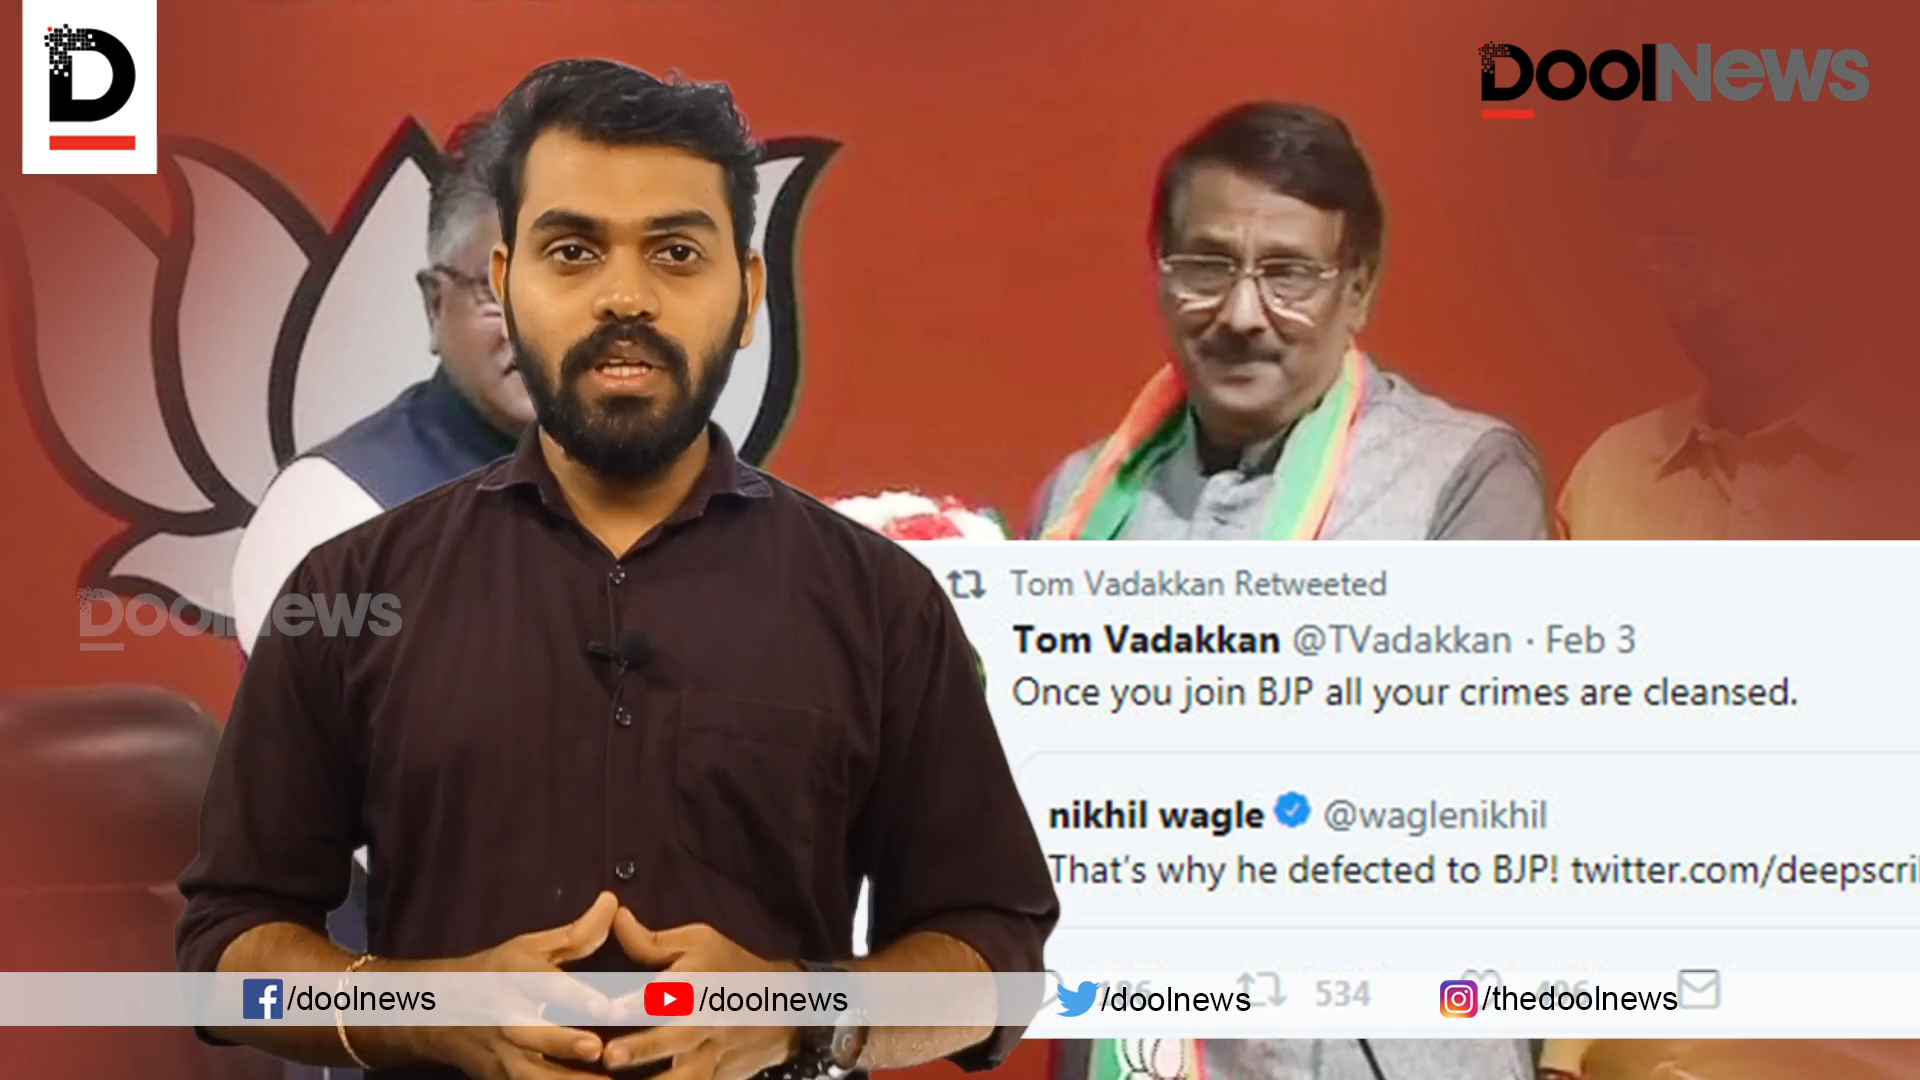 D
DoolNews
DoolNews
Tom Vadakkan Retweeted
Tom Vadakkan @TVadakkan · Feb 3
Once you join BJP all your crimes are cleansed.
nikhil wagle @waglenikhil
That's why he defected to BJP! twitter.com/deepscri
534
/doolnews
/doolnews
/doolnews
/thedoolnews